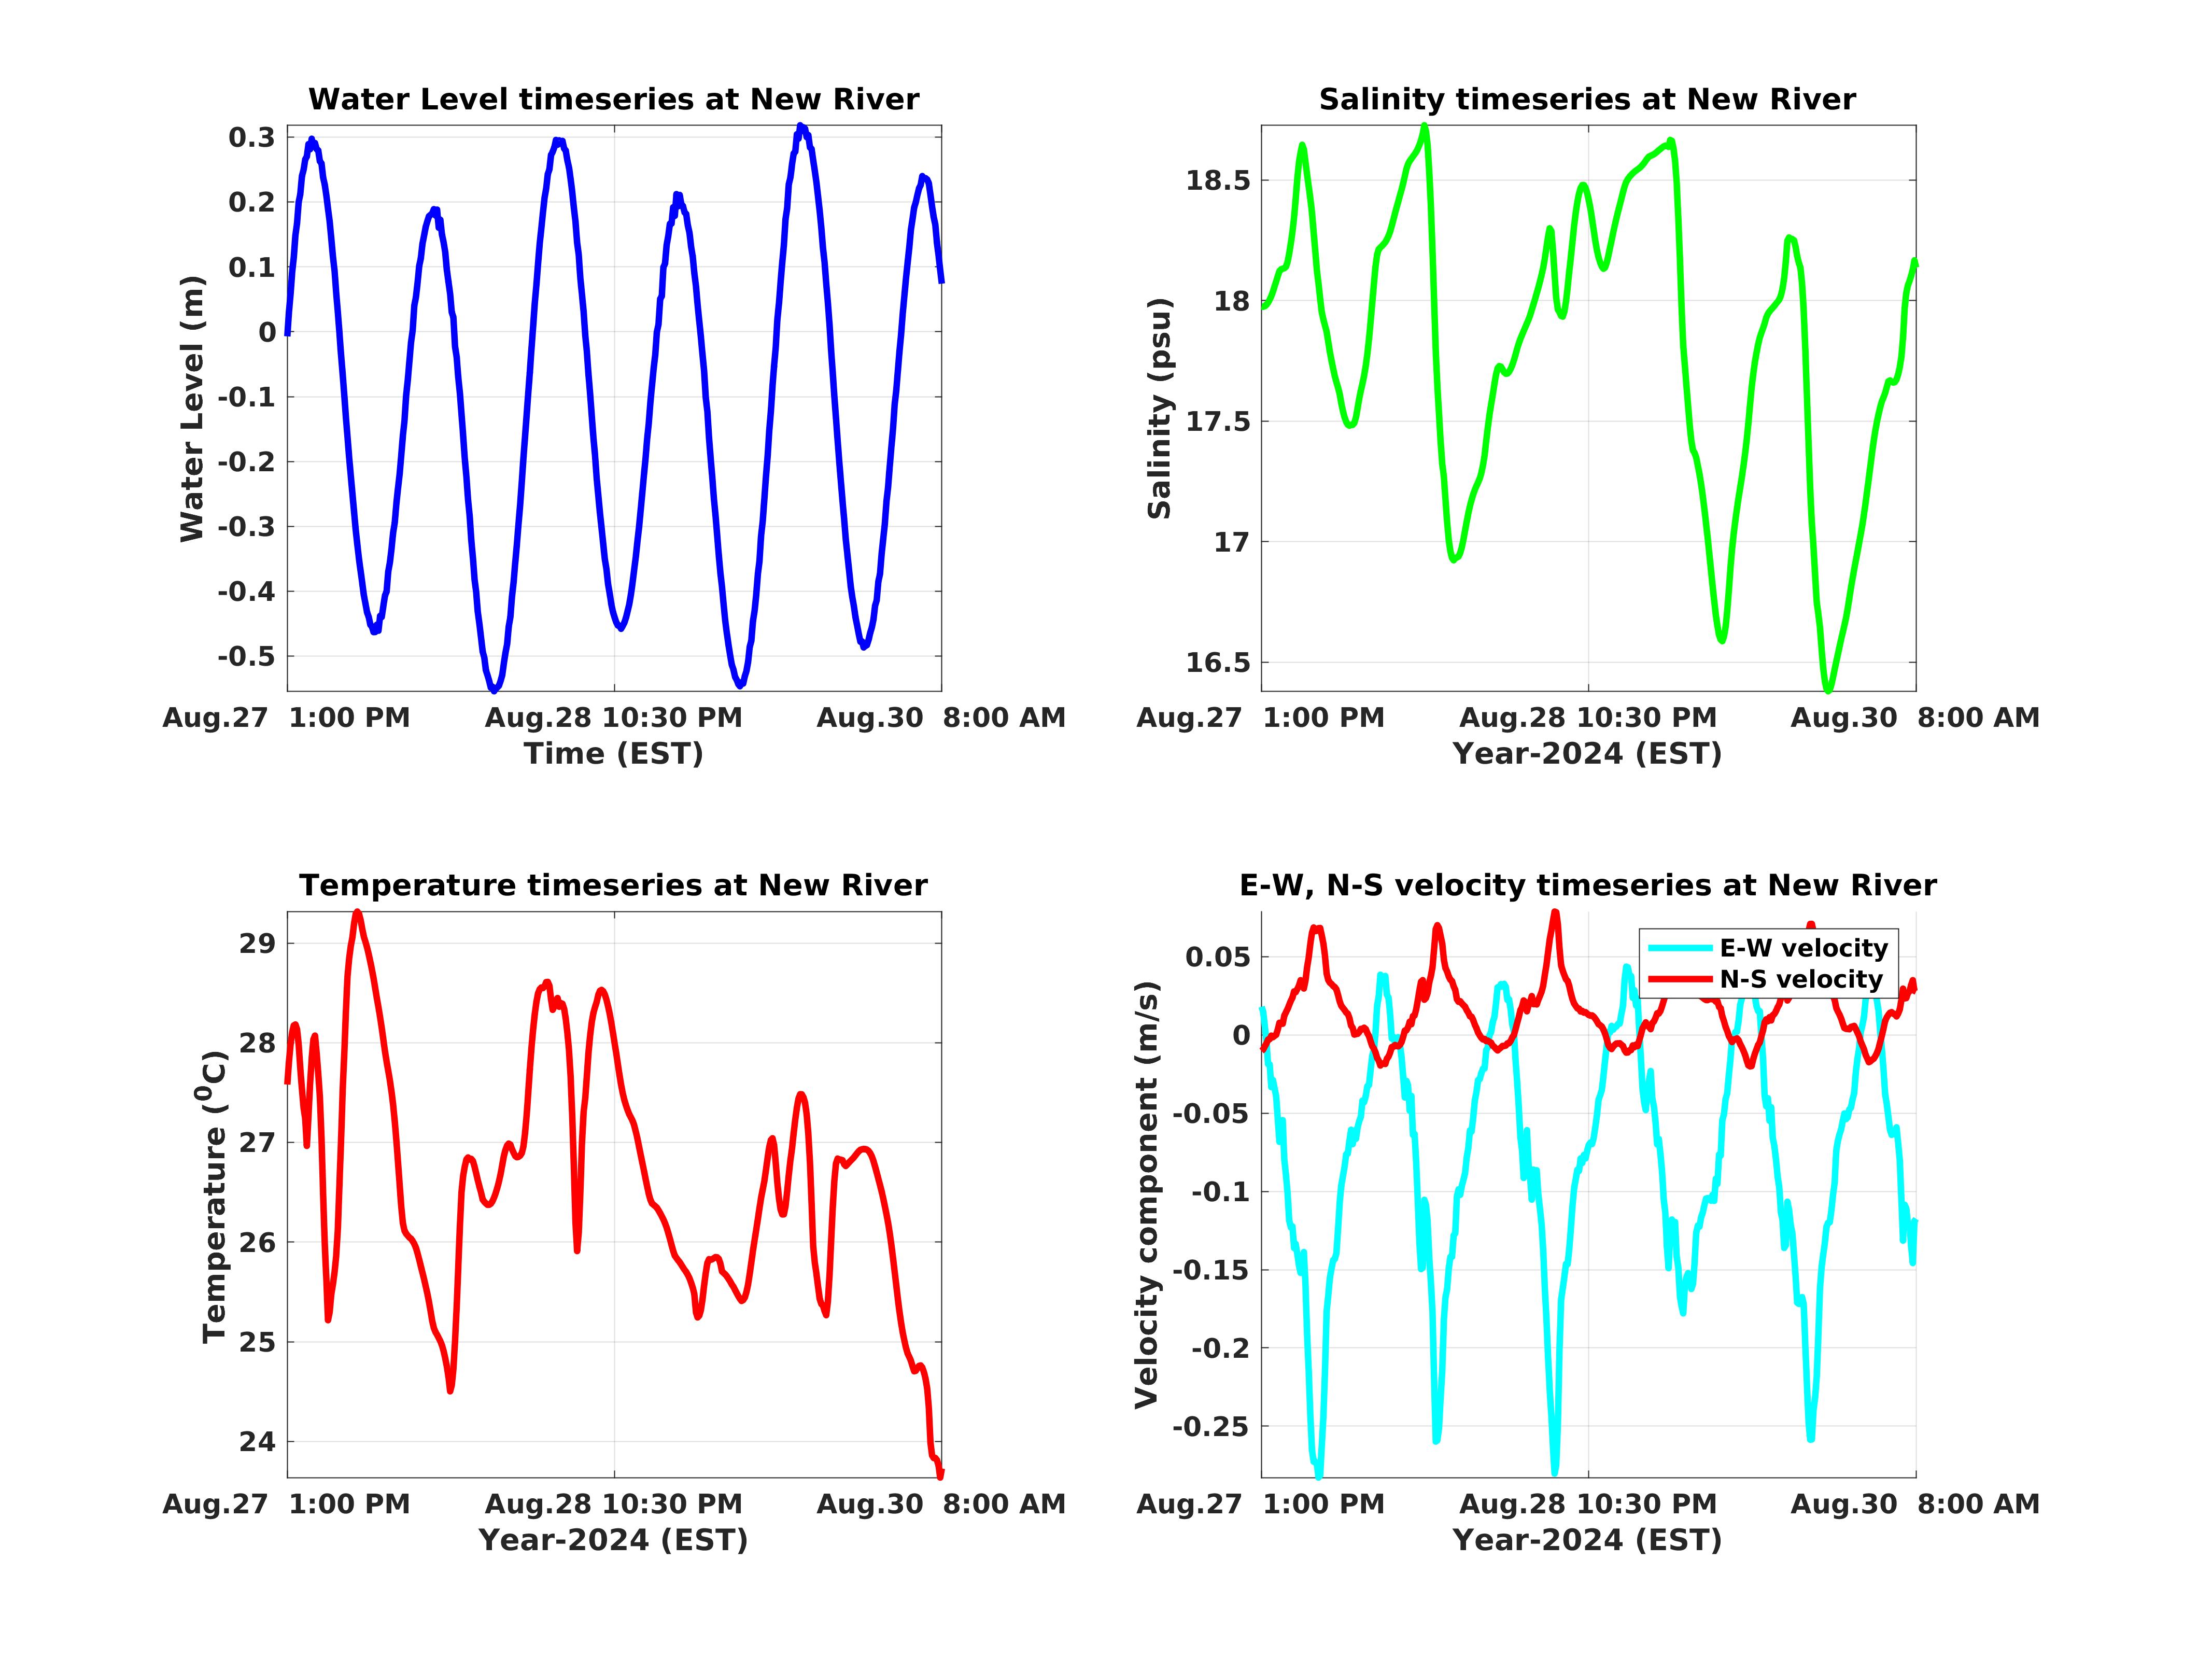 Water Level timeseries at New River
Water Level (m)
0.3
0.2
0.1
0
-0.1
-0.2
-0.3
-0.4
-0.5
Aug.27 1:00 PM
Aug.28 10:30 PM
Aug.30 8:00 AM
Time (EST)
Salinity timeseries at New River
Salinity (psu)
18.5
18
17.5
17
16.5
Aug.27 1:00 PM
Aug.28 10:30 PM
Aug.30 8:00 AM
Year-2024 (EST)
Temperature timeseries at New River
Temperature (⁰C)
29
28
27
26
25
24
Aug.27 1:00 PM
Aug.28 10:30 PM
Aug.30 8:00 AM
Year-2024 (EST)
E-W, N-S velocity timeseries at New River
Velocity component (m/s)
0.05
0
-0.05
-0.1
-0.15
-0.2
-0.25
E-W velocity
N-S velocity
Aug.27 1:00 PM
Aug.28 10:30 PM
Aug.30 8:00 AM
Year-2024 (EST)